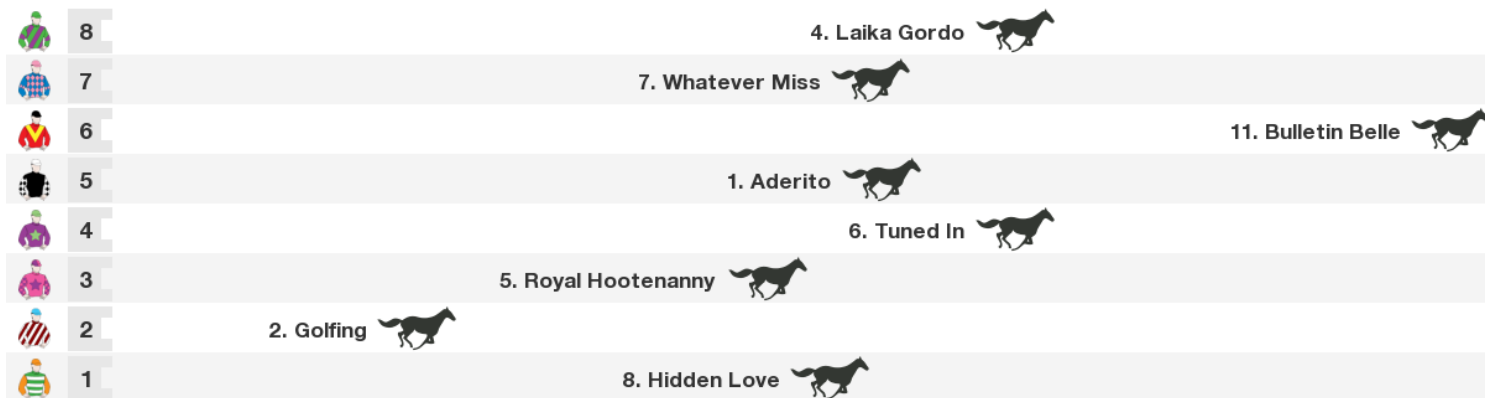 8 4. Laika Gordo
7 7. Whatever Miss
6 11. Bulletin Belle
5 1. Aderito
4 6. Tuned In
3 5. Royal Hootenanny
2 2. Golfing
1 8. Hidden Love